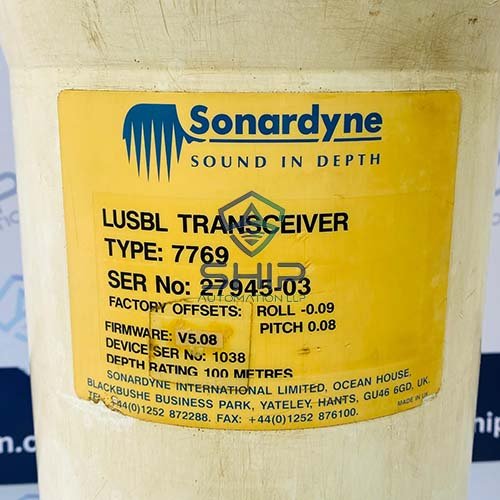 Sonardyne
SOUND IN DEPTH
LUSBL TRANSCEIVER
TYPE: 7769
SER No: 27945-03
SHIP
AUTOMATION LLP
FACTORY OFFSETS: ROLL -0.09
PITCH 0.08
FIRMWARE: V5.08
DEVICE SER NO: 1038
DEPTH RATING 100 METRES
SONARDYNE INTERNATIONAL LIMITED, OCEAN HOUSE,
BLACKBUSHE BUSINESS PARK, YATELEY, HANTS, GU46 6GD. UK.
(0)1252 872288. FAX: +44(0)1252 876100.
MADE IN UK